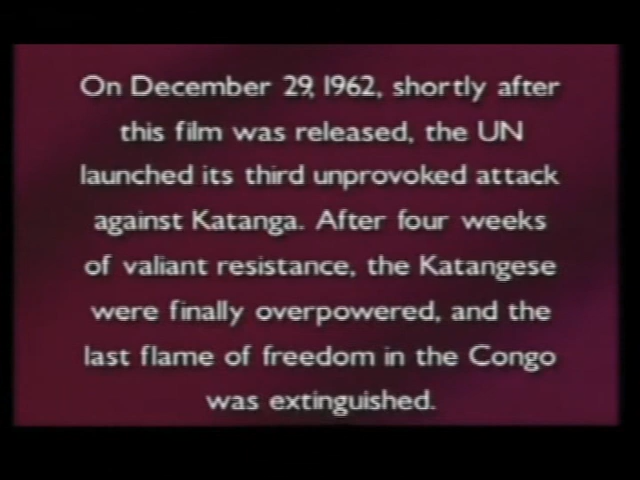 On December 29, 1962, shortly after
this film was released, the UN
launched its third unprovoked attack
against Katanga. After four weeks
of valiant resistance, the Katangese
were finally overpowered, and the
last flame of freedom in the Congo
was extinguished.